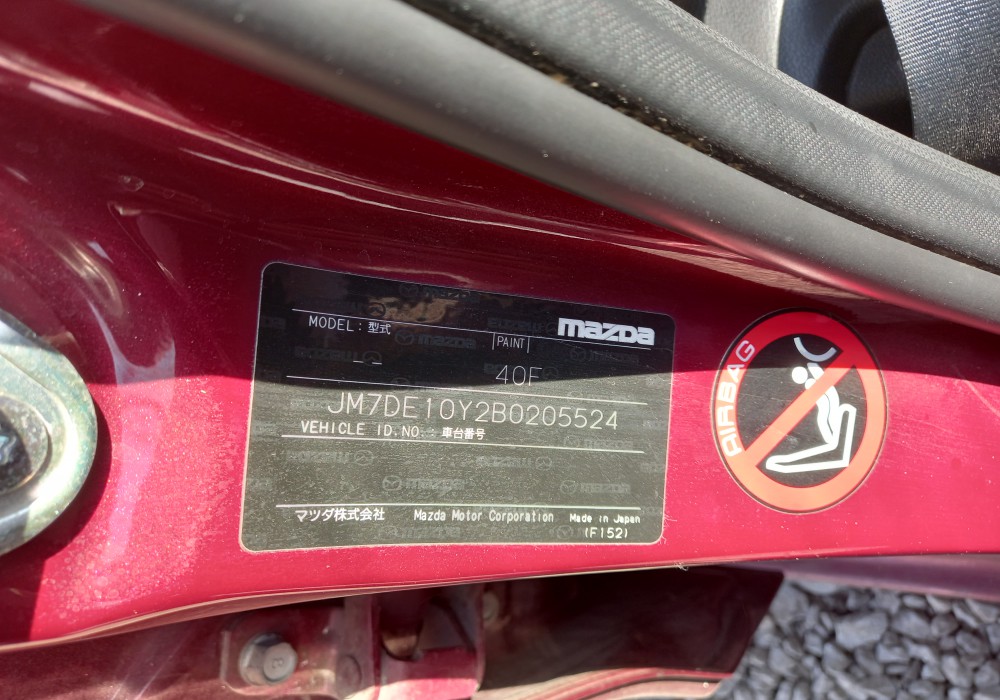 mazda
MODEL : 型式
PAINT
— — 40F
JM7DE10Y2B0205524
VEHICLE ID.NO. : 車台番号
マツダ株式会社 Mazda Motor Corporation Made in Japan
(F152)
AIRBAG